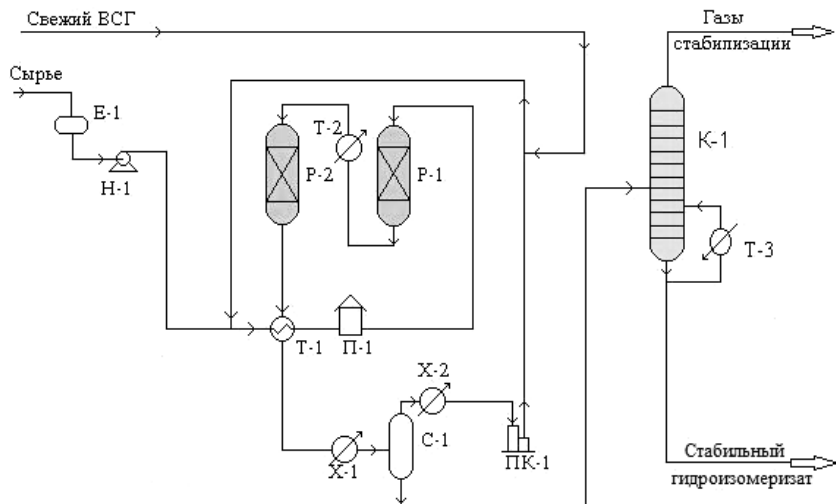 Свежий ВСГ
Газы
стабилизации
Сырье
Е-1
Т-2
К-1
Р-2
Р-1
Н-1
Т-3
Т-1
П-1
Х-2
С-1
Х-1
ПК-1
Стабильный
гидроизомеризат